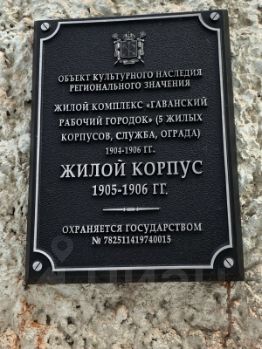 ОБЪЕКТ КУЛЬТУРНОГО НАСЛЕДИЯ
РЕГИОНАЛЬНОГО ЗНАЧЕНИЯ
ЖИЛОЙ КОМПЛЕКС «ГАВАНСКИЙ
РАБОЧИЙ ГОРОДОК» (5 ЖИЛЫХ
КОРПУСОВ, СЛУЖБА, ОГРАДА)
1904-1906 ГГ.
ЖИЛОЙ КОРПУС
1905-1906 ГГ.
ОХРАНЯЕТСЯ ГОСУДАРСТВОМ
№ 782511419740015
ЦИАН